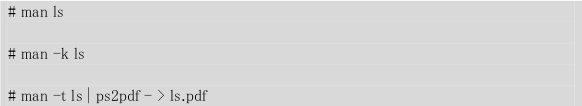 # man ls
# man -k ls
# man -t ls | ps2pdf - > ls.pdf